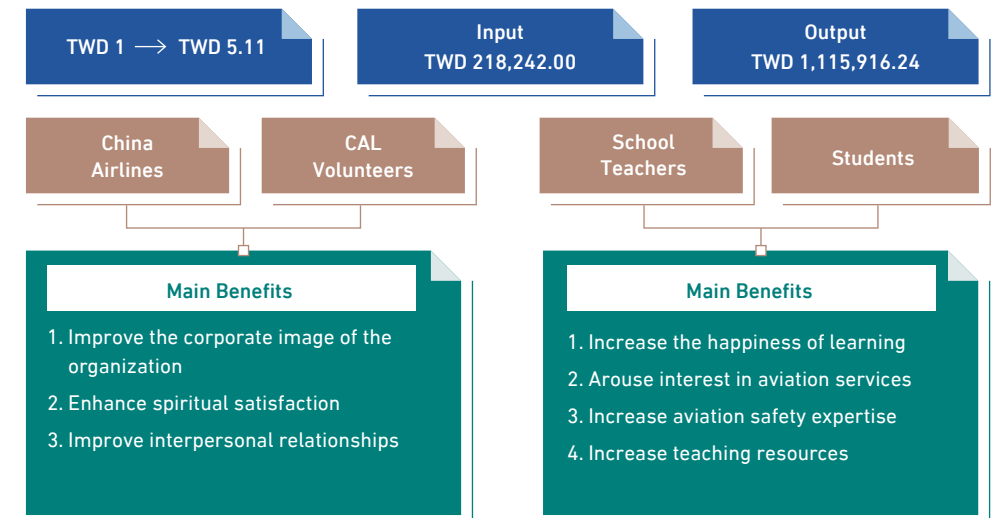 TWD 1 → TWD 5.11
Input
TWD 218,242.00
Output
TWD 1,115,916.24
China
Airlines
CAL
Volunteers
School
Teachers
Students
Main Benefits
1. Improve the corporate image of the
organization
2. Enhance spiritual satisfaction
3. Improve interpersonal relationships
Main Benefits
1. Increase the happiness of learning
2. Arouse interest in aviation services
3. Increase aviation safety expertise
4. Increase teaching resources